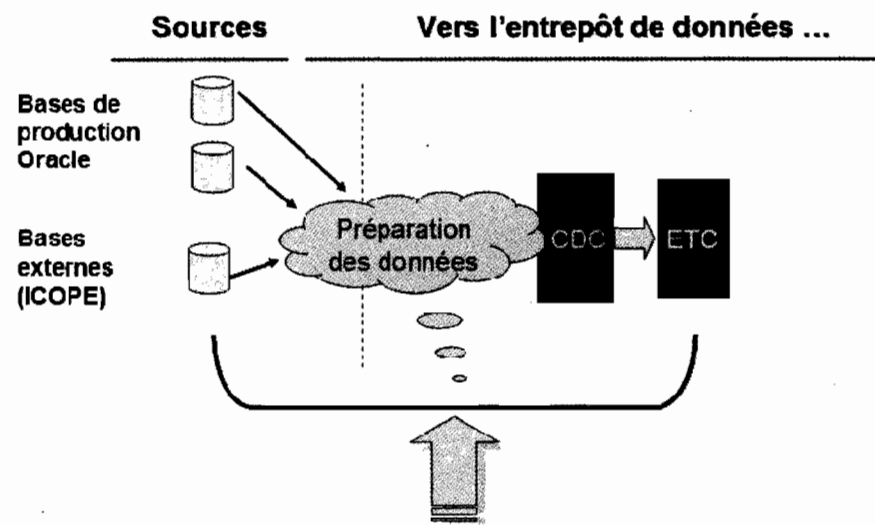 Sources
Vers l'entrepôt de données ...
Bases de
production
Oracle
Bases
externes
(ICOPE)
Préparation
des données
CDC
ETC